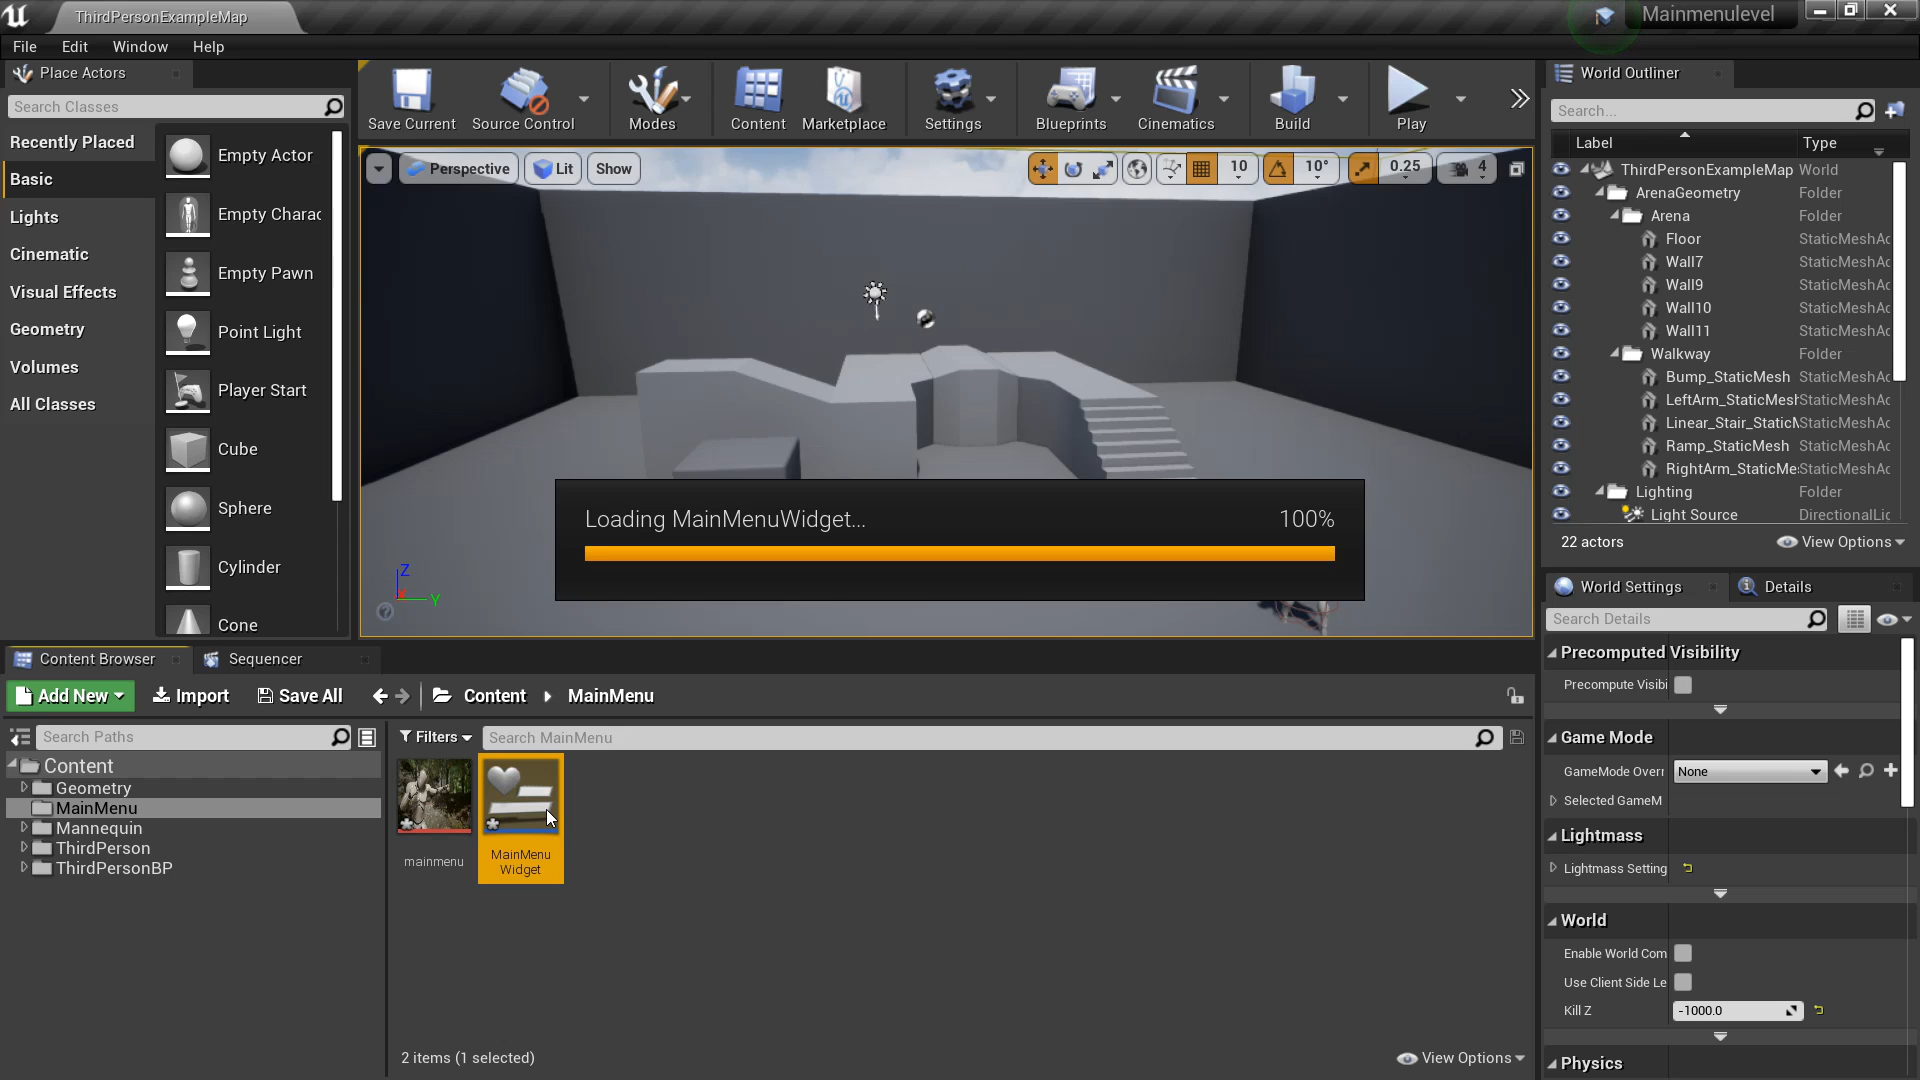 ThirdPersonExampleMap
Mainmenulevel
File Edit Window Help
Place Actors
Search Classes
Recently Placed
Basic
Lights
Cinematic
Visual Effects
Geometry
Volumes
All Classes
Empty Actor
Empty Charac
Empty Pawn
Point Light
Player Start
Cube
Sphere
Cylinder
Cone
Save Current
Source Control
Modes
Content
Marketplace
Settings
Blueprints
Cinematics
Build
Play
Perspective
Lit
Show
10
10°
0.25
4
Loading MainMenuWidget... 100%
Z
Y
World Outliner
Search...
Label Type
ThirdPersonExampleMap World
ArenaGeometry Folder
Arena Folder
Floor StaticMeshAc
Wall7 StaticMeshAc
Wall9 StaticMeshAc
Wall10 StaticMeshAc
Wall11 StaticMeshAc
Walkway Folder
Bump_StaticMesh StaticMeshAc
LeftArm_StaticMesh StaticMeshAc
Linear_Stair_StaticM StaticMeshAc
Ramp_StaticMesh StaticMeshAc
RightArm_StaticMe StaticMeshAc
Lighting Folder
Light Source DirectionalLig
22 actors View Options
World Settings Details
Search Details
Precomputed Visibility
Precompute Visibi
Game Mode
GameMode Overr None
Selected GameM
Lightmass
Lightmass Setting
World
Enable World Com
Use Client Side Le
Kill Z -1000.0
Physics
Content Browser Sequencer
Add New Import Save All Content MainMenu
Search Paths
Content
Geometry
MainMenu
Mannequin
ThirdPerson
ThirdPersonBP
Filters Search MainMenu
mainmenu
MainMenu
Widget
2 items (1 selected)
View Options